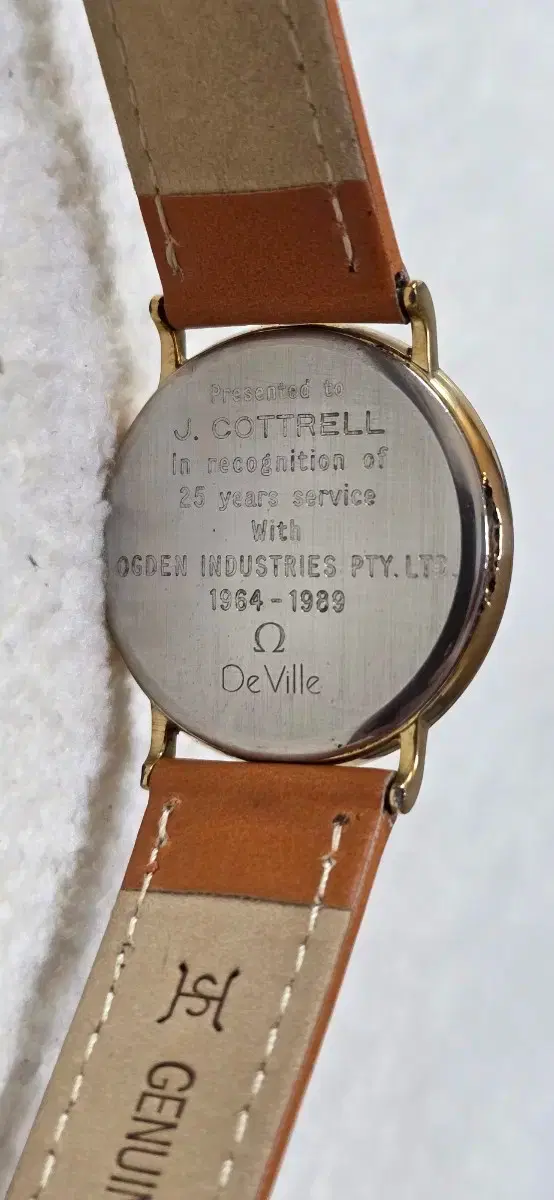 Presented to
J. COTTRELL
In recognition of
25 years service
With
OGDEN INDUSTRIES PTY. LTD.
1964-1989
Ω
De Ville
GENUIN